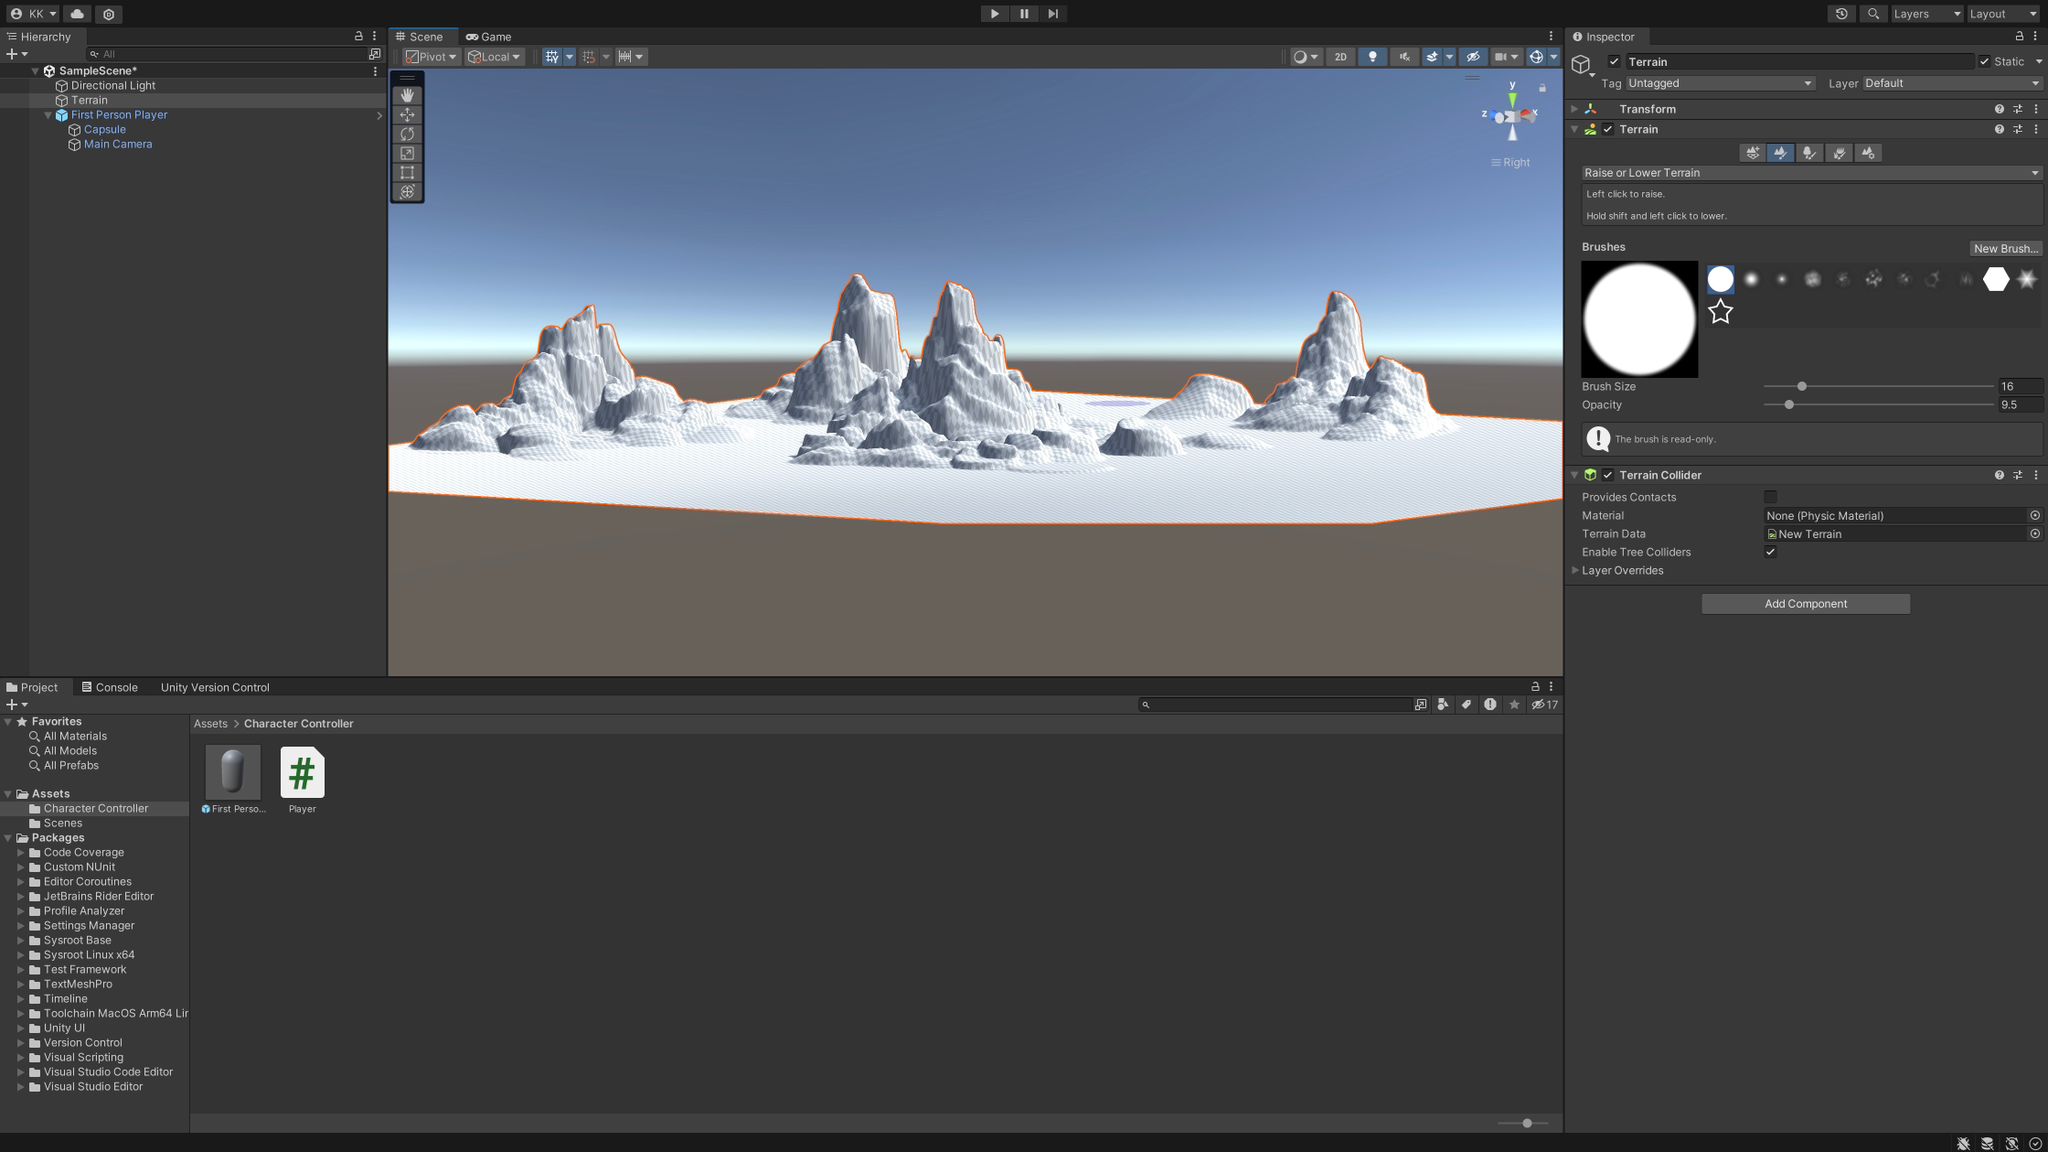 KK
Layers
Layout
Hierarchy
All
SampleScene*
Directional Light
Terrain
First Person Player
Capsule
Main Camera
Scene
Game
Pivot
Local
2D
y
z
x
Right
Inspector
Terrain
Static
Tag
Untagged
Layer
Default
Transform
Terrain
Raise or Lower Terrain
Left click to raise.
Hold shift and left click to lower.
Brushes
New Brush...
Brush Size
16
Opacity
9.5
The brush is read-only.
Terrain Collider
Provides Contacts
Material
None (Physic Material)
Terrain Data
New Terrain
Enable Tree Colliders
Layer Overrides
Add Component
Project
Console
Unity Version Control
17
Favorites
All Materials
All Models
All Prefabs
Assets
Character Controller
Scenes
Packages
Code Coverage
Custom NUnit
Editor Coroutines
JetBrains Rider Editor
Profile Analyzer
Settings Manager
Sysroot Base
Sysroot Linux x64
Test Framework
TextMeshPro
Timeline
Toolchain MacOS Arm64 Lir
Unity UI
Version Control
Visual Scripting
Visual Studio Code Editor
Visual Studio Editor
Assets > Character Controller
First Perso...
#
Player